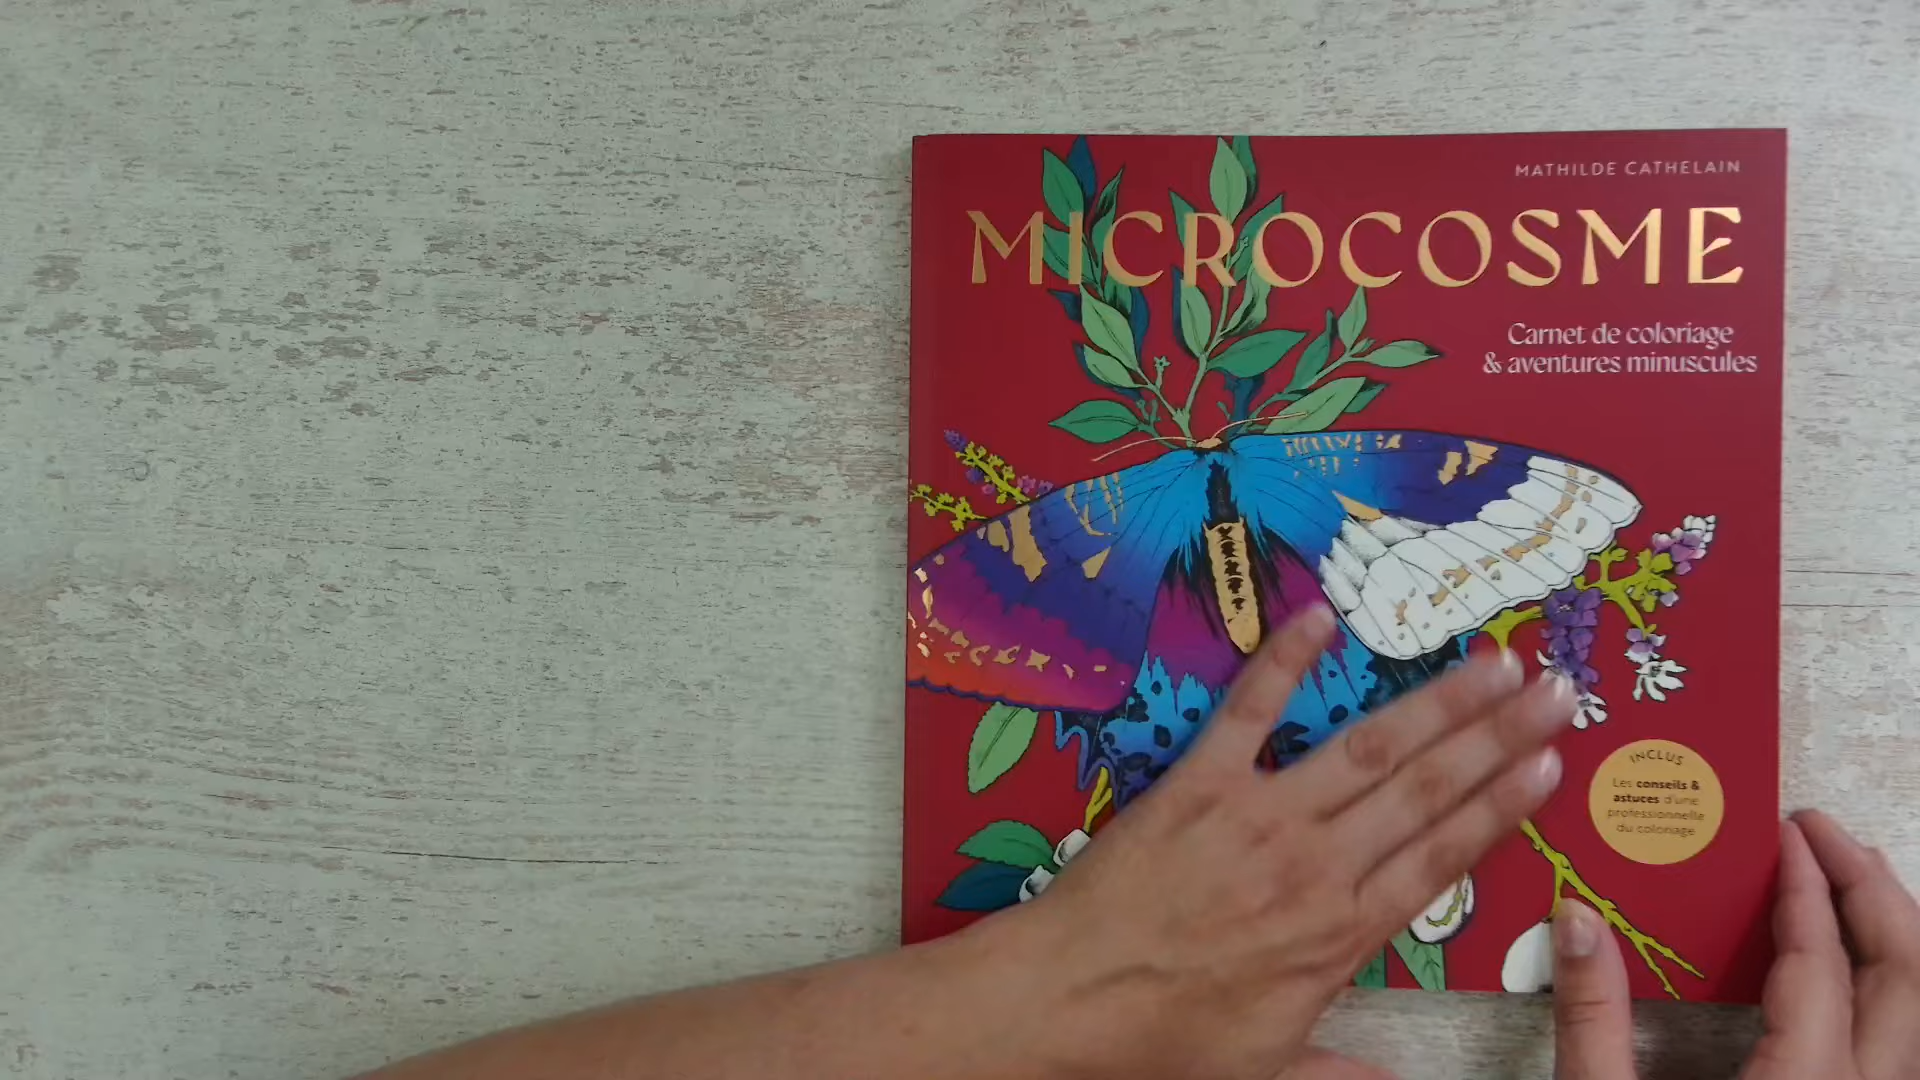 MATHILDE CATHELAIN
MICROCOSME
Carnet de coloriage
& aventures minuscules
INCLUS
Les conseils &
astuces d'une
professionnelle
du coloriage